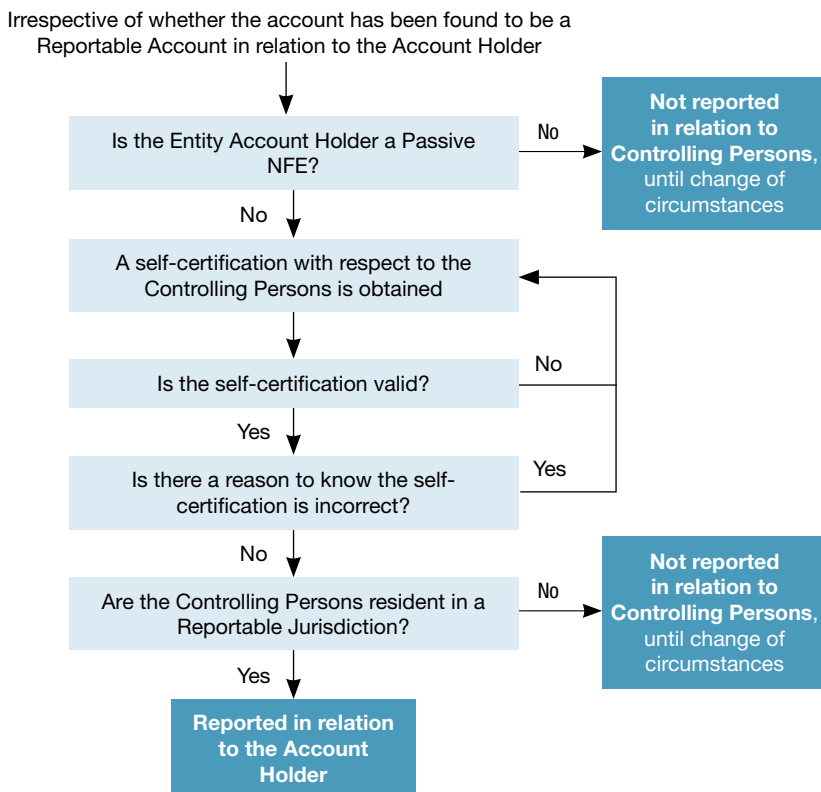 Irrespective of whether the account has been found to be a
Reportable Account in relation to the Account Holder
Is the Entity Account Holder a Passive
NFE?
No
Not reported
in relation to
Controlling Persons,
until change of
circumstances
No
A self-certification with respect to the
Controlling Persons is obtained
Is the self-certification valid?
No
Yes
Is there a reason to know the self-
certification is incorrect?
Yes
No
Are the Controlling Persons resident in a
Reportable Jurisdiction?
No
Not reported
in relation to
Controlling Persons,
until change of
circumstances
Yes
Reported in relation
to the Account
Holder